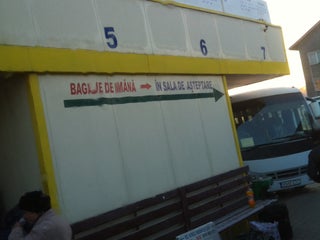 5 6 7
BAGAJE DE MÂNĂ → ÎN SALA DE AȘTEPTARE